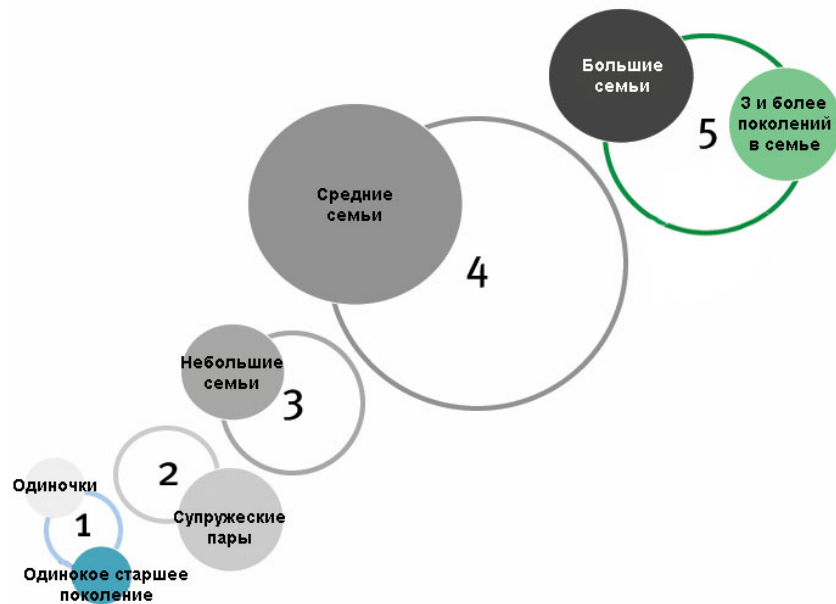 Большие
семьи
3 и более
поколений
в семье
5
Средние
семьи
4
Небольшие
семьи
3
2
Супружеские
пары
Одиночки
1
Одинокое старшее
поколение